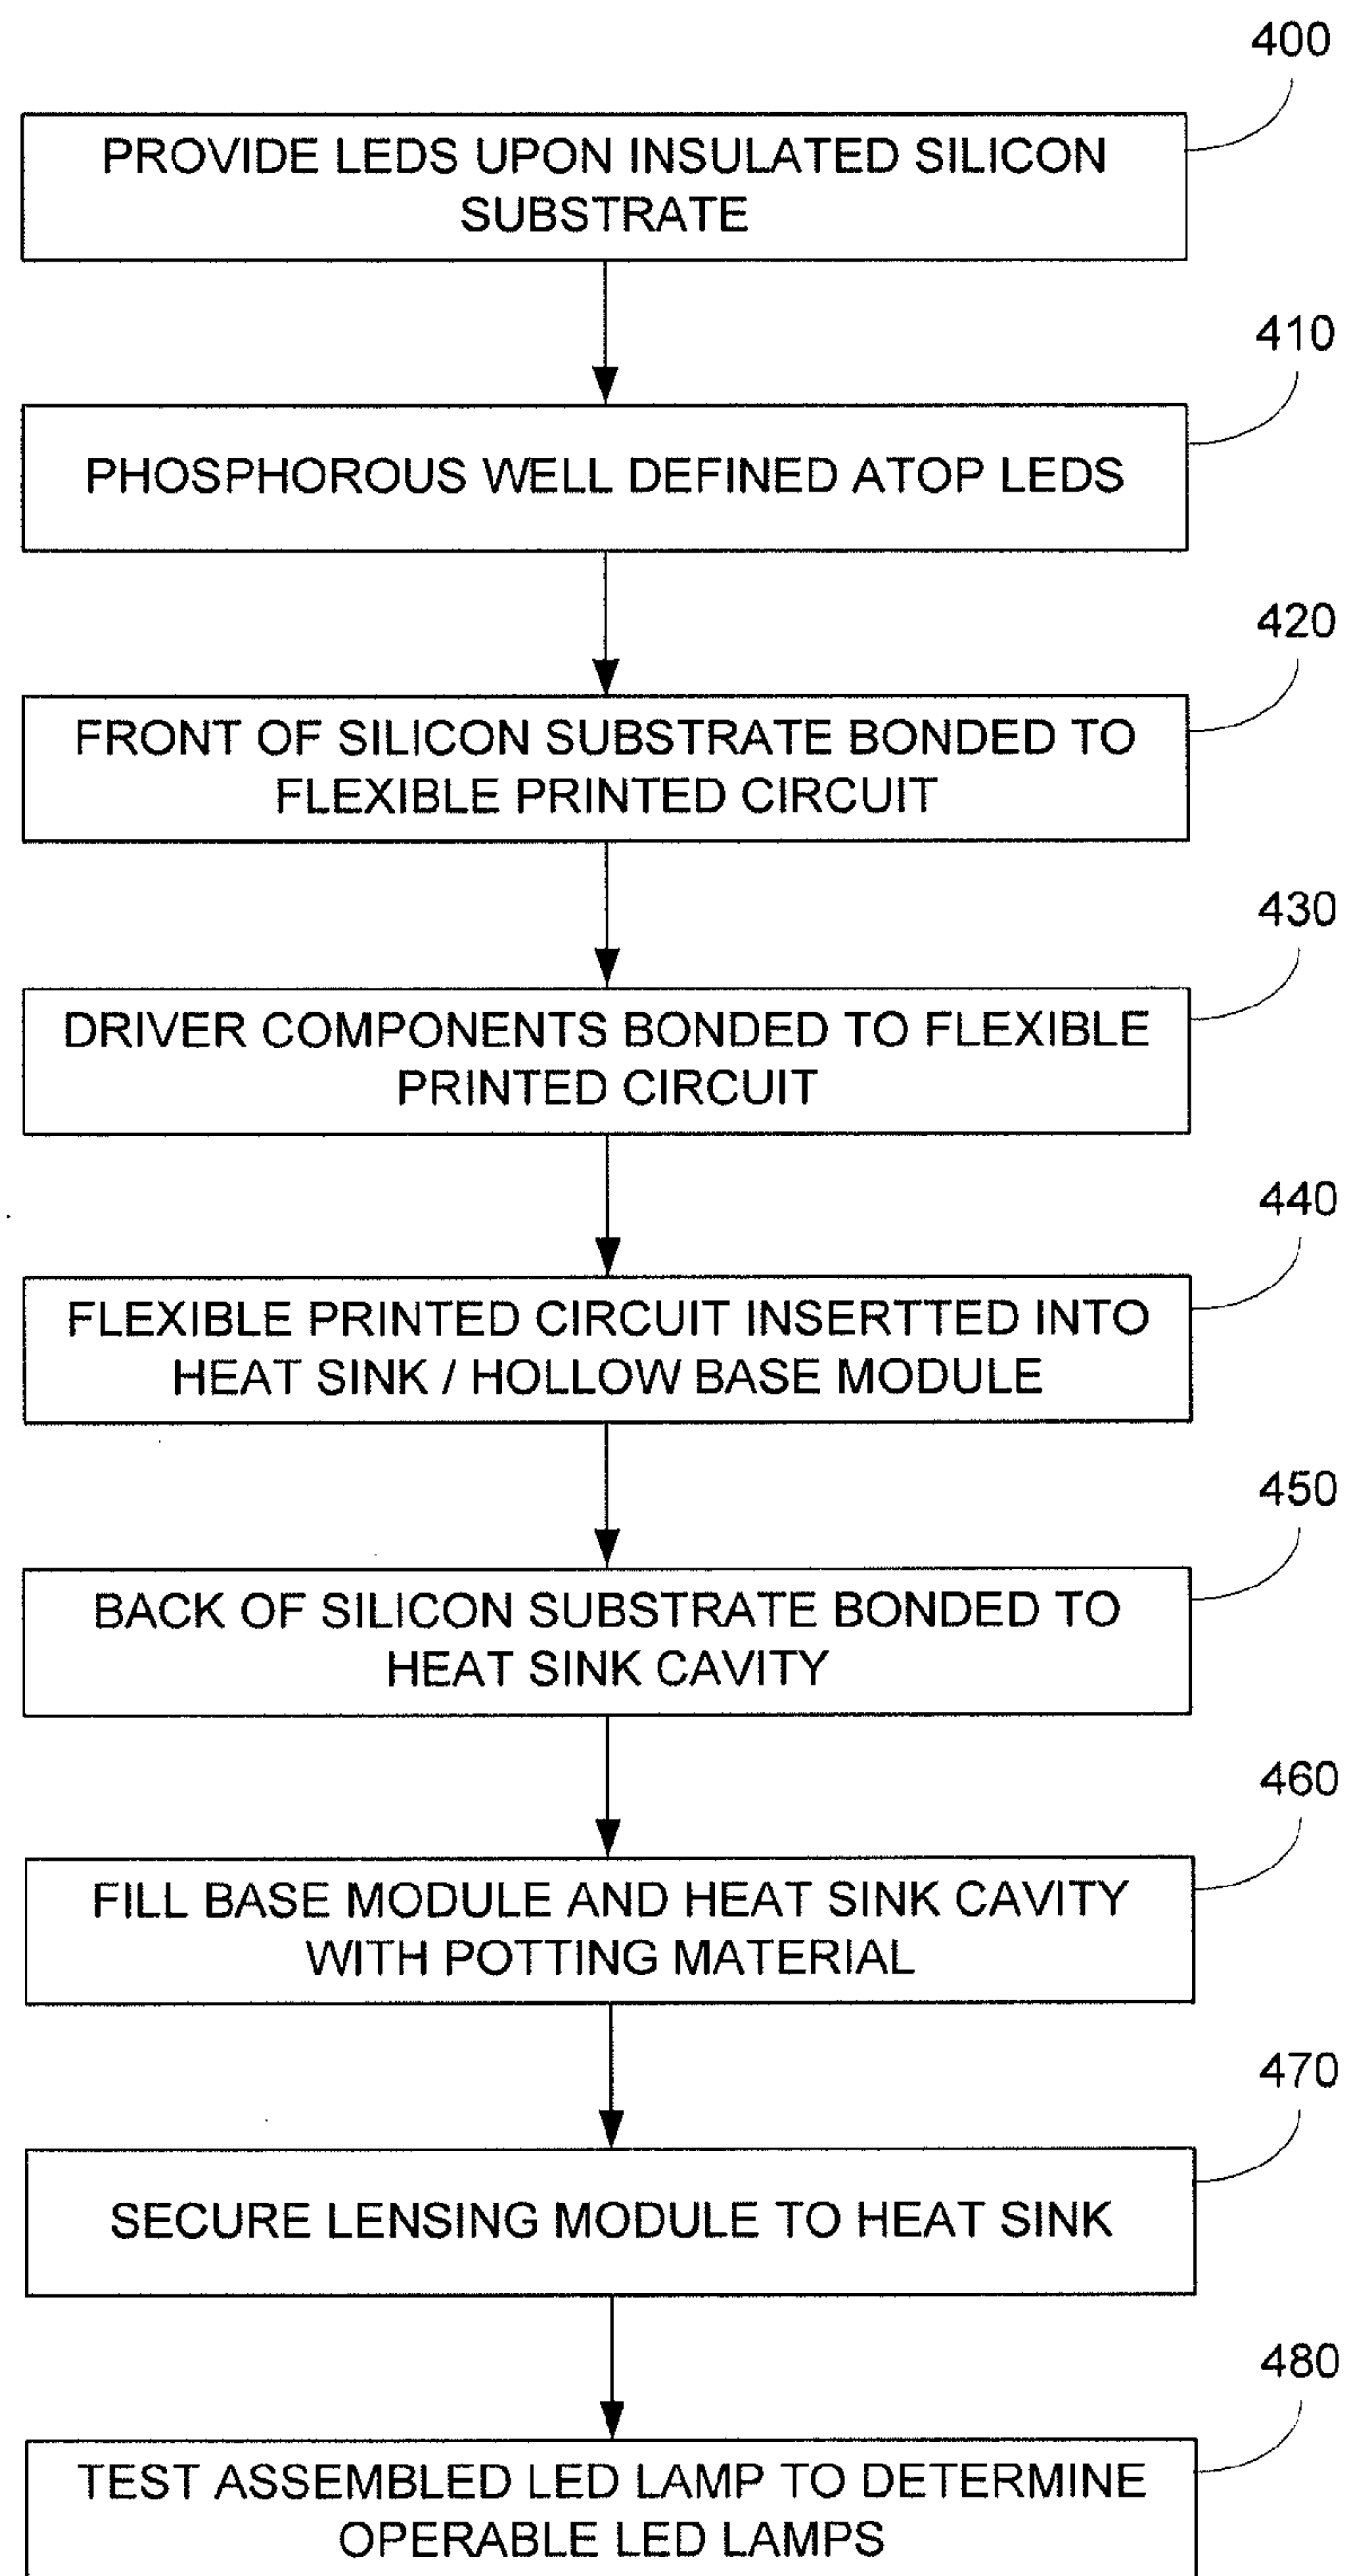 400
PROVIDE LEDS UPON INSULATED SILICON
SUBSTRATE
410
PHOSPHOROUS WELL DEFINED ATOP LEDS
420
FRONT OF SILICON SUBSTRATE BONDED TO
FLEXIBLE PRINTED CIRCUIT
430
DRIVER COMPONENTS BONDED TO FLEXIBLE
PRINTED CIRCUIT
440
FLEXIBLE PRINTED CIRCUIT INSERTTED INTO
HEAT SINK / HOLLOW BASE MODULE
450
BACK OF SILICON SUBSTRATE BONDED TO
HEAT SINK CAVITY
460
FILL BASE MODULE AND HEAT SINK CAVITY
WITH POTTING MATERIAL
470
SECURE LENSING MODULE TO HEAT SINK
480
TEST ASSEMBLED LED LAMP TO DETERMINE
OPERABLE LED LAMPS